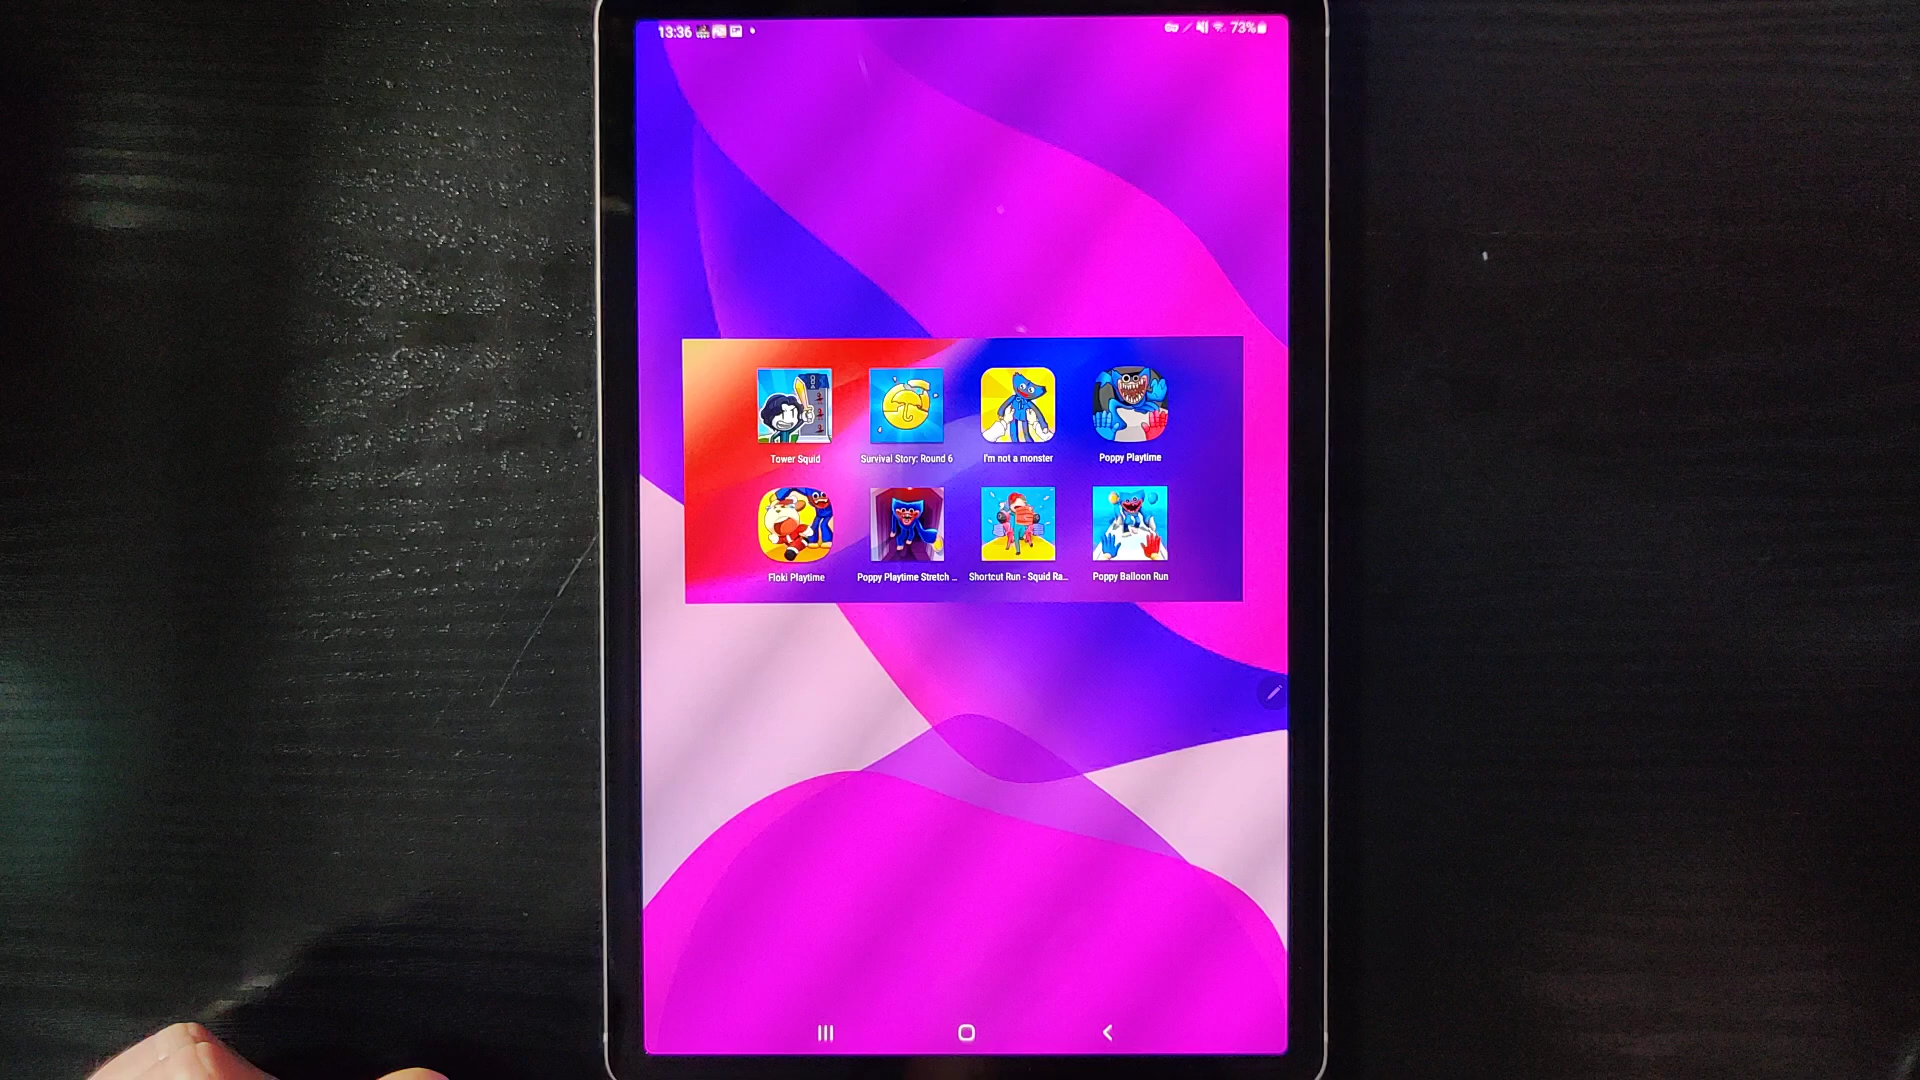 13:36 73%
Tower Squid Survival Story: Round 6 I'm not a monster Poppy Playtime
Floki Playtime Poppy Playtime Stretch ... Shortcut Run - Squid Ra... Poppy Balloon Run